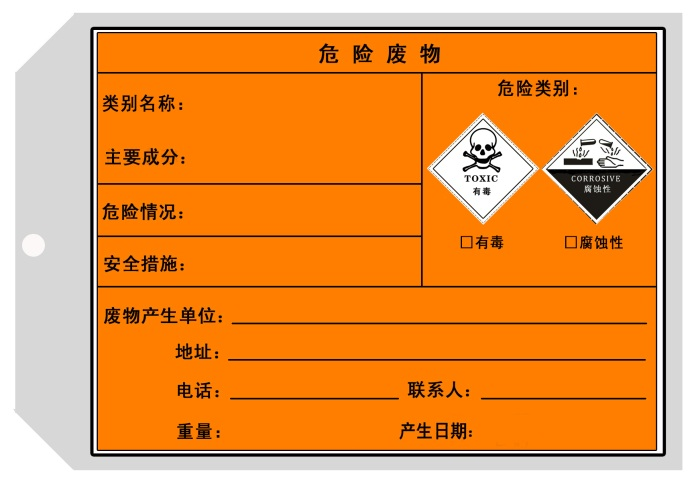 危险废物
类别名称：
主要成分：
危险情况：
安全措施：
危险类别：
TOXIC
有毒
CORROSIVE
腐蚀性
□有毒
□腐蚀性
废物产生单位：
地址：
电话： 联系人：
重量： 产生日期：